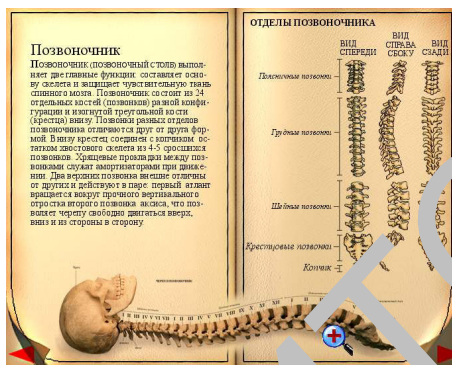 Позвоночник
Позвоночник (позвоночный столб) выпол-
няет две главные функции: составляет осно-
ву скелета и защищает чувствительную ткань
спинного мозга. Позвоночник состоит из 24
отдельных костей (позвонков) разной конфи-
гурации и изогнутой треугольной кости
(крестца) внизу. Позвонки разных отделов
позвоночника отличаются друг от друга фор-
мой. Внизу крестец соединен с копчиком: ос-
татком хвостового скелета из 4-5 сросшихся
позвонков. Хрящевые прокладки между поз-
вонками служат амортизаторами при движе-
нии. Два верхних позвонка внешне отличны
от других и действуют в паре: первый атлант
вращается вокруг прочного вертикального
отростка второго позвонка аксиса, что поз-
воляет черепу свободно двигаться вверх,
вниз и из стороны в сторону.
ОТДЕЛЫ ПОЗВОНОЧНИКА
ВИД СПЕРЕДИ
ВИД СПРАВА СБОКУ
ВИД СЗАДИ
Поясничные позвонки
Грудные позвонки
Шейные позвонки
Крестцовые позвонки
Копчик